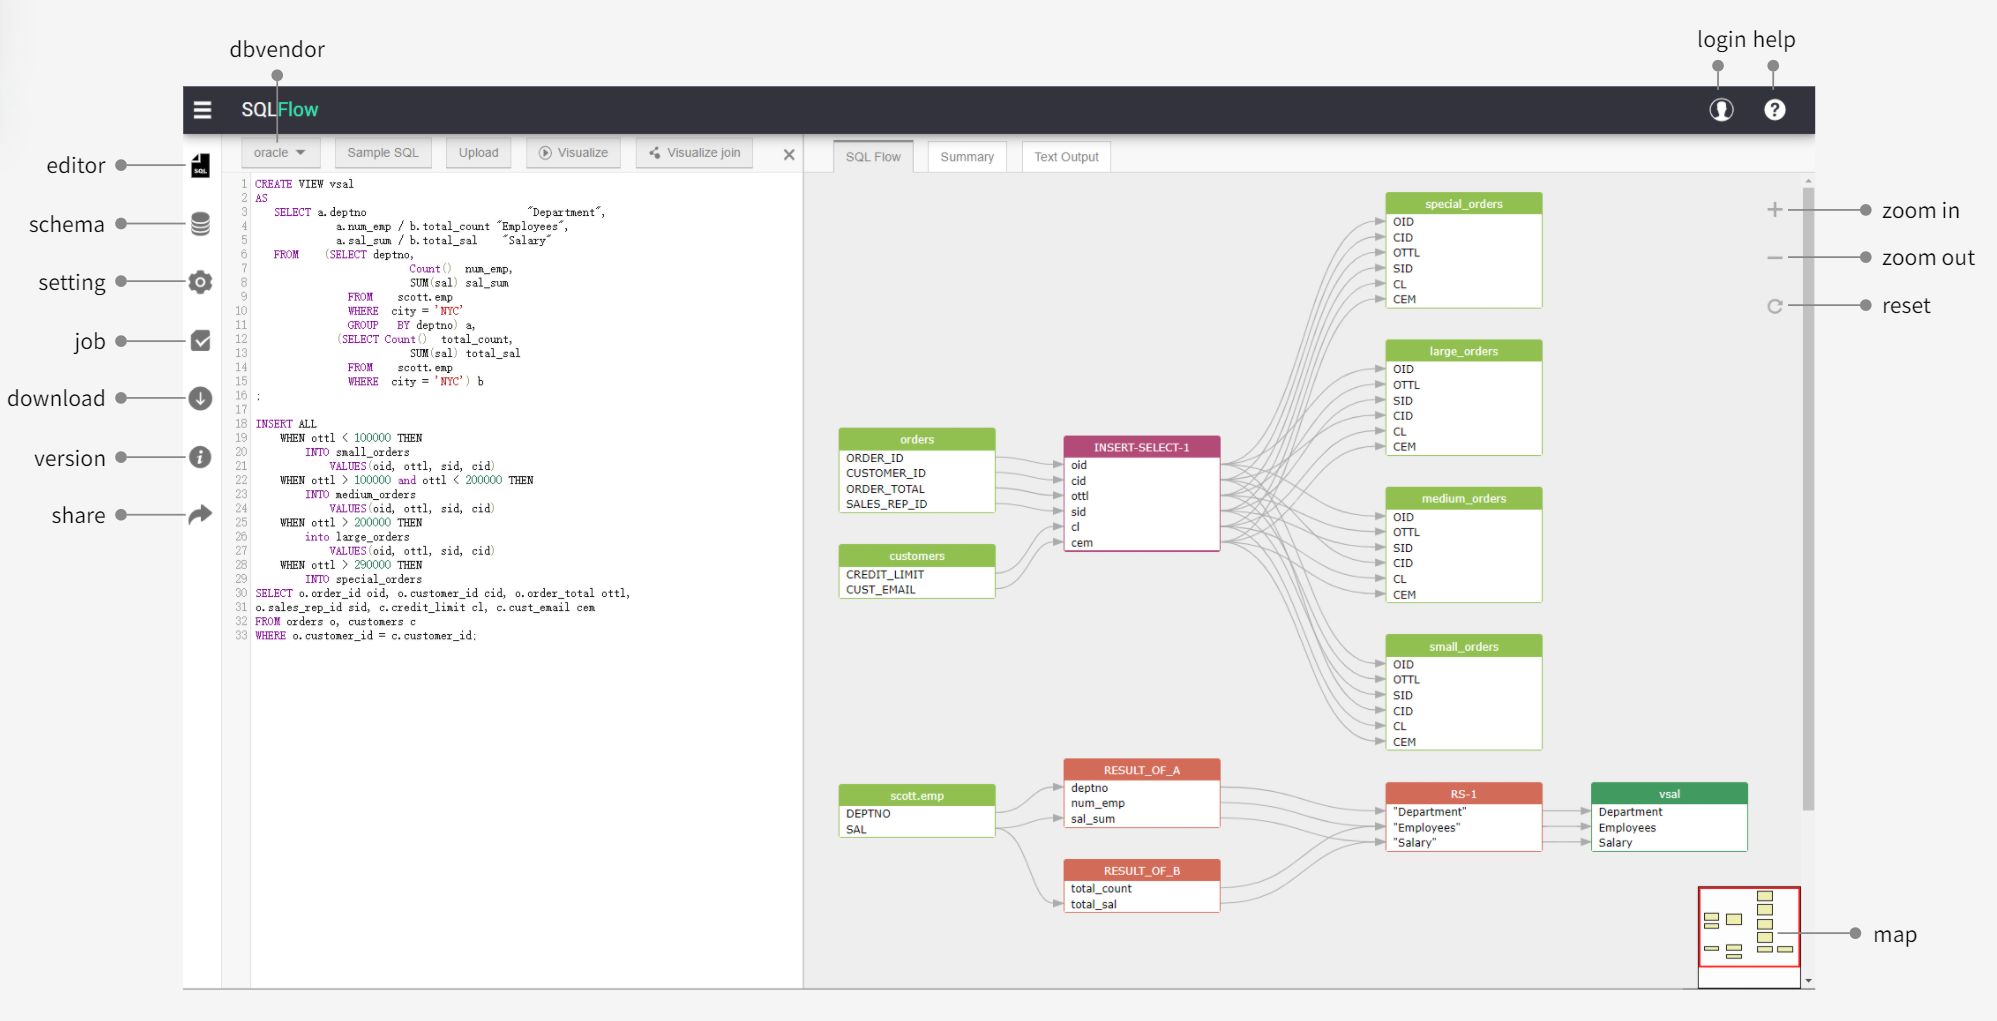 dbvendor
login help
SQLFlow
editor
schema
setting
job
download
version
share
oracle
Sample SQL
Upload
Visualize
Visualize join
SQL
1 CREATE VIEW vsal
2 AS
3 SELECT a.deptno "Department",
4 a.num_emp / b.total_count "Employees",
5 a.sal_sum / b.total_sal "Salary"
6 FROM (SELECT deptno,
7 Count() num_emp,
8 SUM(sal) sal_sum
9 FROM scott.emp
10 WHERE city = 'NYC'
11 GROUP BY deptno) a,
12 (SELECT Count() total_count,
13 SUM(sal) total_sal
14 FROM scott.emp
15 WHERE city = 'NYC') b
16 ;
17
18 INSERT ALL
19 WHEN ottl < 100000 THEN
20 INTO small_orders
21 VALUES(oid, ottl, sid, cid)
22 WHEN ottl > 100000 and ottl < 200000 THEN
23 INTO medium_orders
24 VALUES(oid, ottl, sid, cid)
25 WHEN ottl > 200000 THEN
26 into large_orders
27 VALUES(oid, ottl, sid, cid)
28 WHEN ottl > 290000 THEN
29 INTO special_orders
30 SELECT o.order_id oid, o.customer_id cid, o.order_total ottl,
31 o.sales_rep_id sid, c.credit_limit cl, c.cust_email cem
32 FROM orders o, customers c
33 WHERE o.customer_id = c.customer_id;
SQL Flow
Summary
Text Output
orders
ORDER_ID
CUSTOMER_ID
ORDER_TOTAL
SALES_REP_ID
customers
CREDIT_LIMIT
CUST_EMAIL
INSERT-SELECT-1
oid
cid
ottl
sid
cl
cem
special_orders
OID
CID
OTTL
SID
CL
CEM
large_orders
OID
OTTL
SID
CID
CL
CEM
medium_orders
OID
OTTL
SID
CID
CL
CEM
small_orders
OID
OTTL
SID
CID
CL
CEM
scott.emp
DEPTNO
SAL
RESULT_OF_A
deptno
num_emp
sal_sum
RESULT_OF_B
total_count
total_sal
RS-1
"Department"
"Employees"
"Salary"
vsal
Department
Employees
Salary
zoom in
zoom out
reset
map